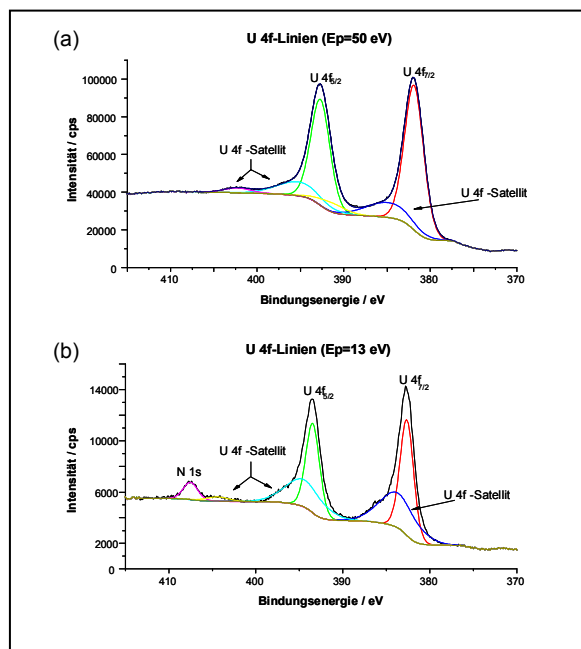 (a)
U 4f-Linien (Ep=50 eV)
U 4f5/2
U 4f7/2
U 4f -Satellit
U 4f -Satellit
Intensität / cps
100000
80000
60000
40000
20000
0
410
400
390
380
370
Bindungsenergie / eV
(b)
U 4f-Linien (Ep=13 eV)
U 4f5/2
U 4f7/2
U 4f -Satellit
N 1s
U 4f -Satellit
Intensität / cps
14000
10000
6000
2000
410
400
390
380
370
Bindungsenergie / eV